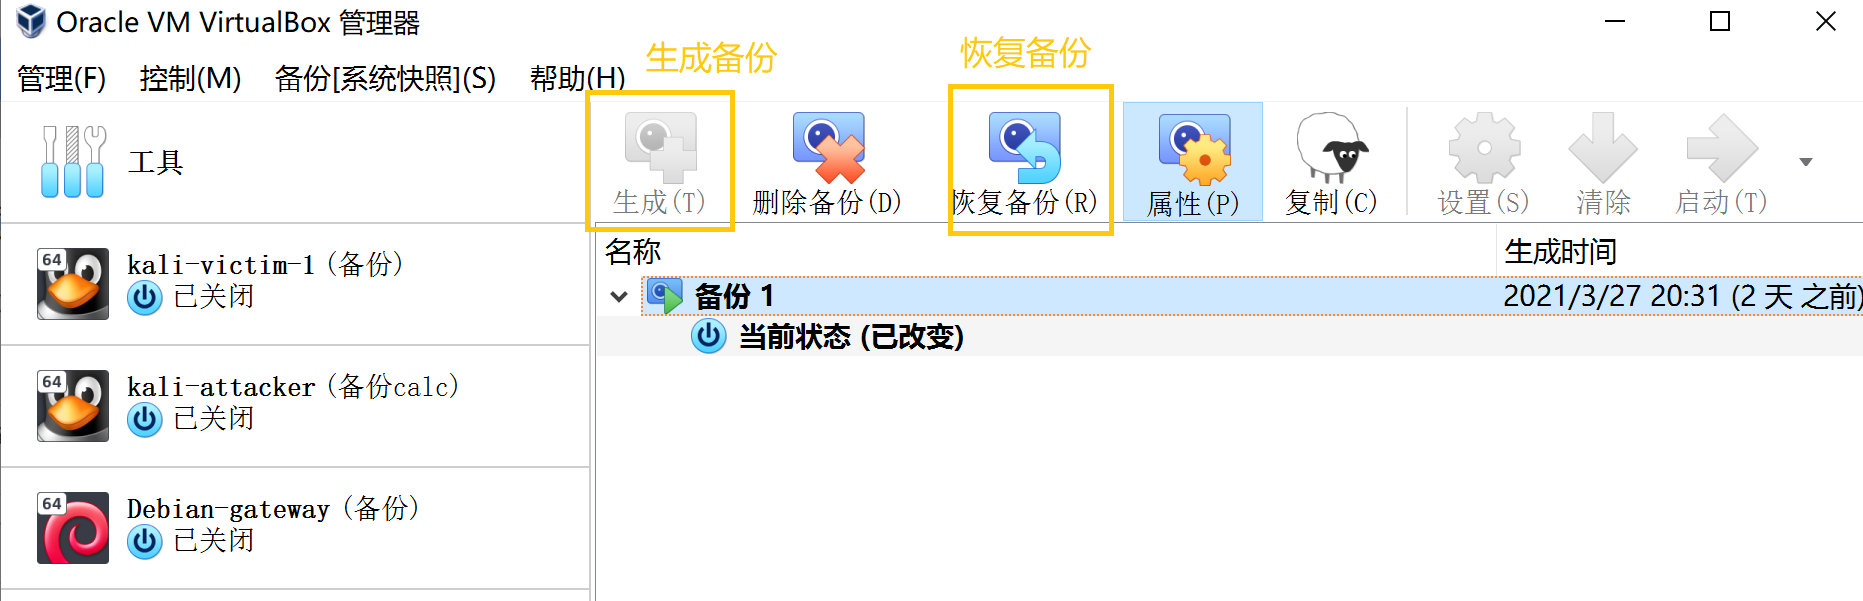 Oracle VM VirtualBox 管理器
管理(F) 控制(M) 备份[系统快照](S) 帮助(H)
生成备份 恢复备份
工具
生成(T) 删除备份(D) 恢复备份(R) 属性(P) 复制(C) 设置(S) 清除 启动(T)
名称 生成时间
64 kali-victim-1 (备份)
已关闭
备份 1 2021/3/27 20:31 (2 天 之前)
当前状态 (已改变)
64 kali-attacker (备份calc)
已关闭
64 Debian-gateway (备份)
已关闭